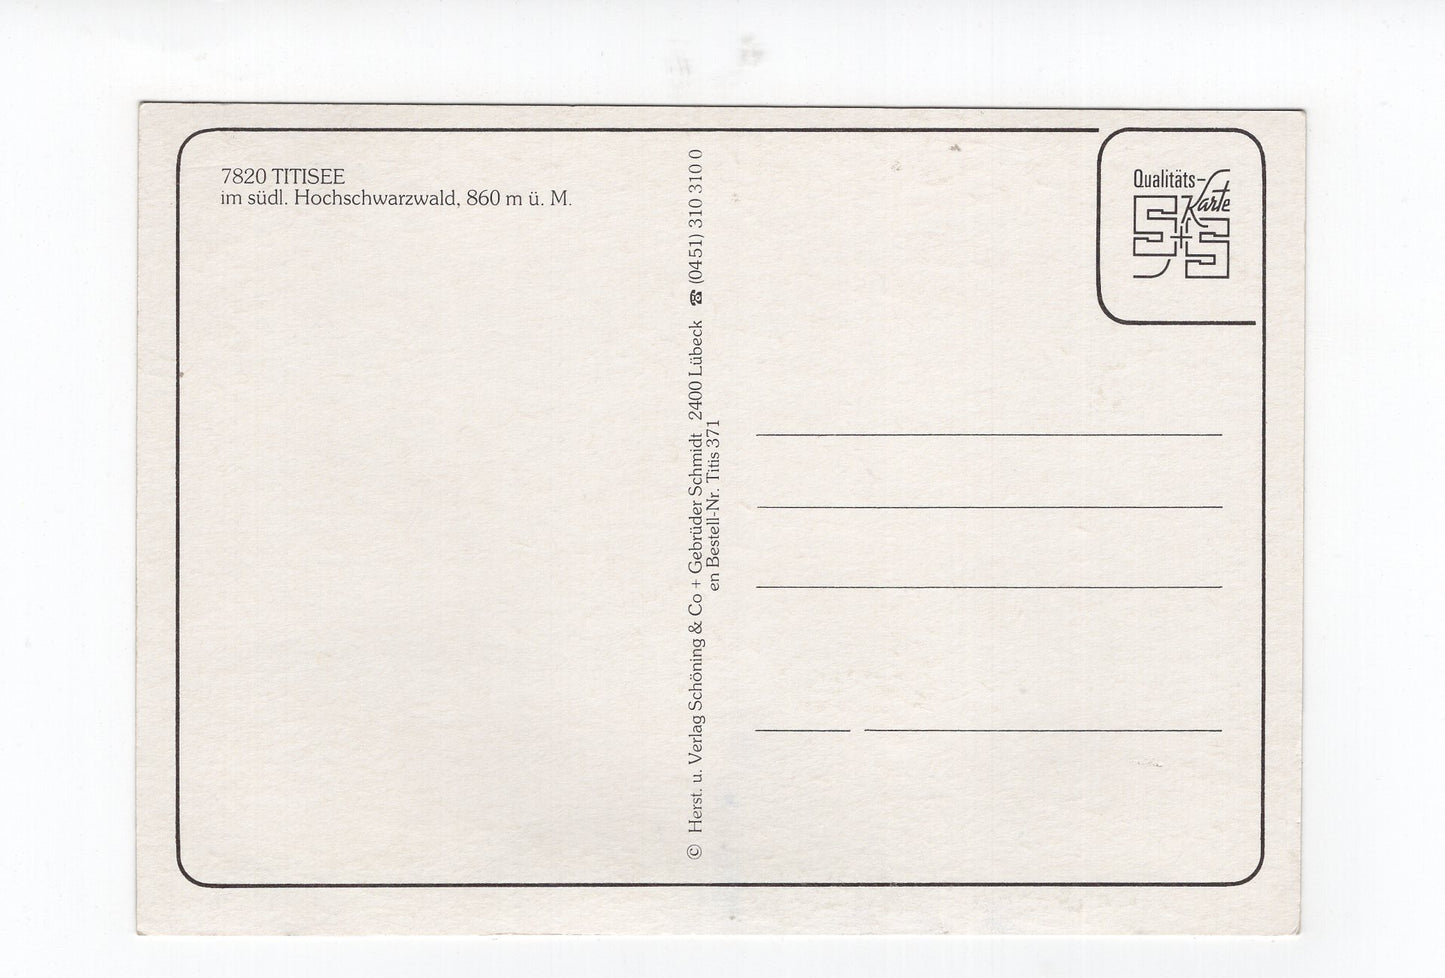 7820 TITISEE
im südl. Hochschwarzwald, 860 m ü. M.
© Herst. u. Verlag Schöning & Co + Gebrüder Schmidt 2400 Lübeck ☎ (0451) 310 310 0
en Bestell-Nr. Titis 371
Qualitäts-
Karte
S+S